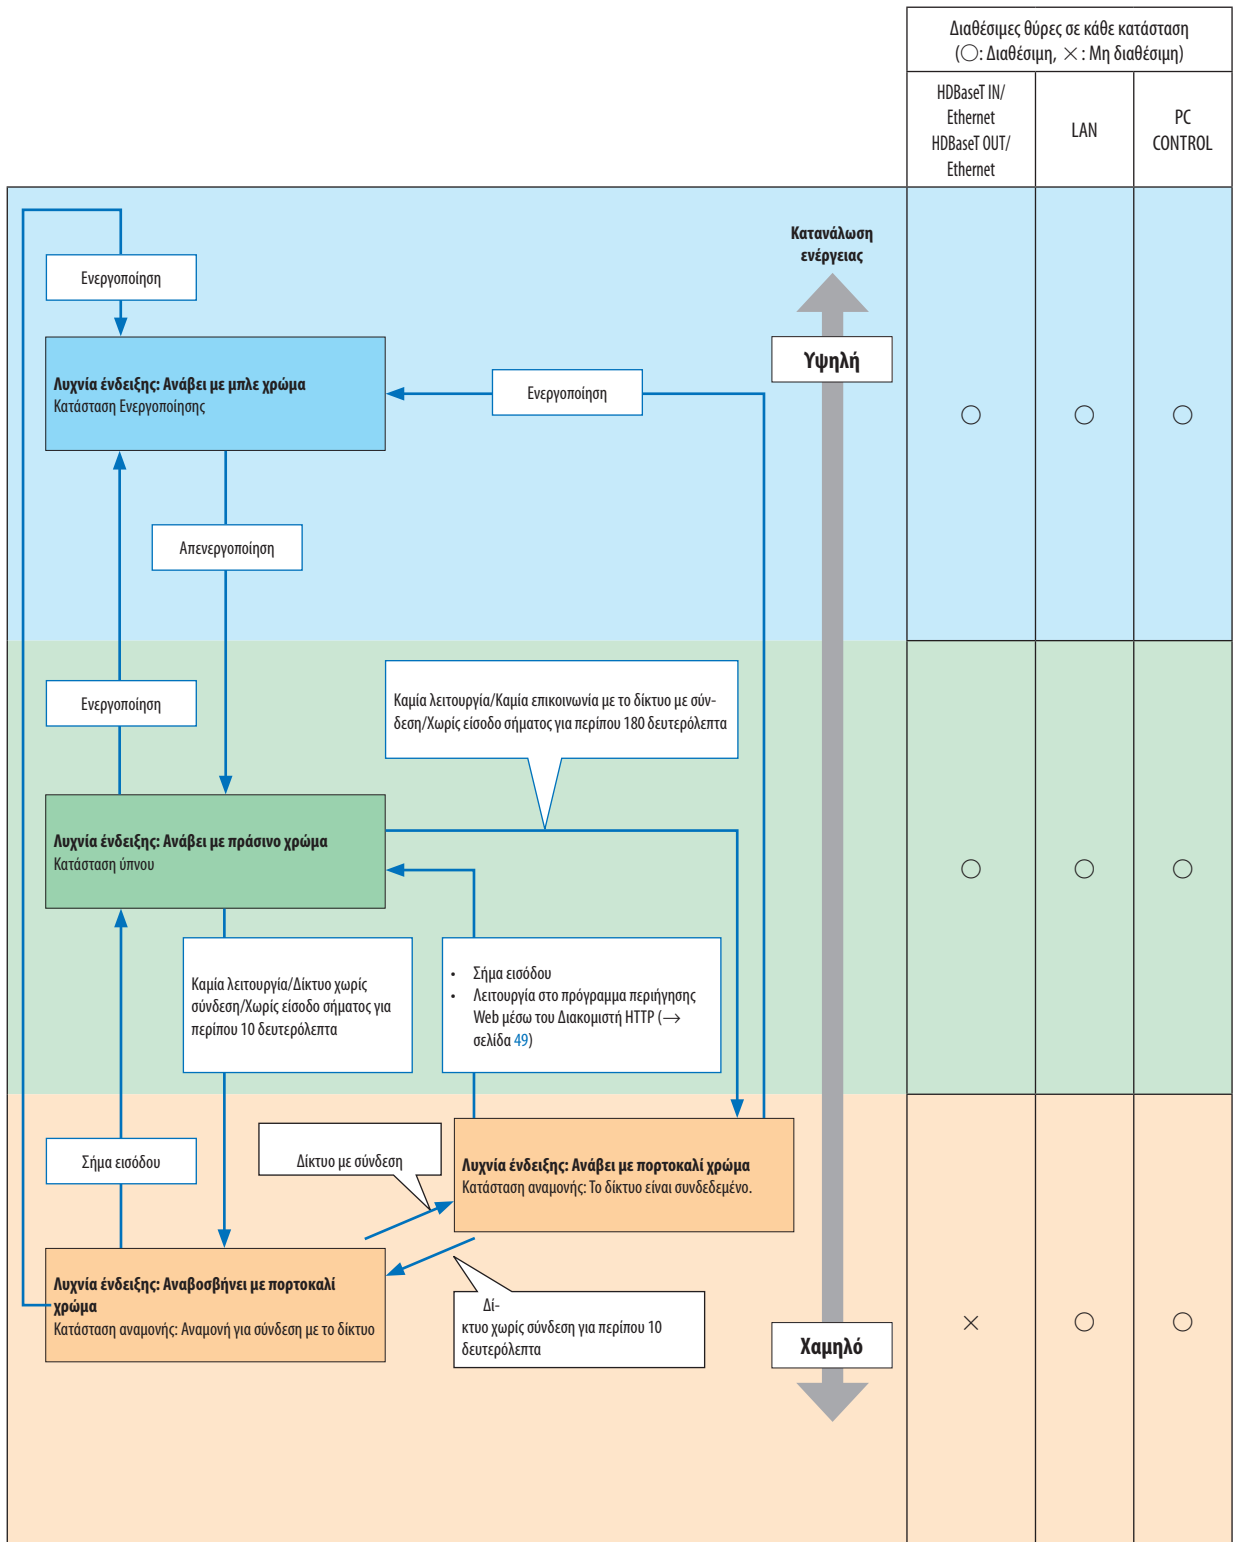 Διαθέσιμες θύρες σε κάθε κατάσταση
(○: Διαθέσιμη, ×: Μη διαθέσιμη)
HDBaseT IN/
Ethernet
HDBaseT OUT/
Ethernet
LAN
PC
CONTROL
Κατανάλωση
ενέργειας
Ενεργοποίηση
Υψηλή
Λυχνία ένδειξης: Ανάβει με μπλε χρώμα
Κατάσταση Ενεργοποίησης
Ενεργοποίηση
○ ○ ○
Απενεργοποίηση
Ενεργοποίηση
Καμία λειτουργία/Καμία επικοινωνία με το δίκτυο με σύν-
δεση/Χωρίς είσοδο σήματος για περίπου 180 δευτερόλεπτα
Λυχνία ένδειξης: Ανάβει με πράσινο χρώμα
Κατάσταση ύπνου
○ ○ ○
Καμία λειτουργία/Δίκτυο χωρίς
σύνδεση/Χωρίς είσοδο σήματος για
περίπου 10 δευτερόλεπτα
• Σήμα εισόδου
• Λειτουργία στο πρόγραμμα περιήγησης
Web μέσω του Διακομιστή HTTP (→
σελίδα 49)
Σήμα εισόδου
Δίκτυο με σύνδεση
Λυχνία ένδειξης: Ανάβει με πορτοκαλί χρώμα
Κατάσταση αναμονής: Το δίκτυο είναι συνδεδεμένο.
Λυχνία ένδειξης: Αναβοσβήνει με πορτοκαλί
χρώμα
Κατάσταση αναμονής: Αναμονή για σύνδεση με το δίκτυο
Δί-
κτυο χωρίς σύνδεση για περίπου 10
δευτερόλεπτα
Χαμηλό
× ○ ○